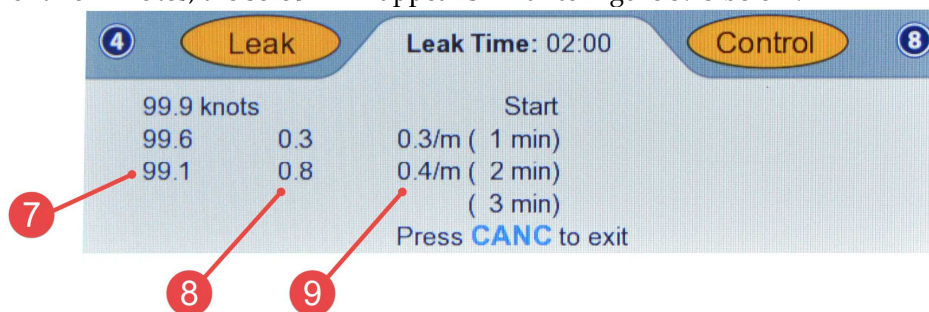 4 Leak Leak Time: 02:00 Control 8
99.9 knots Start
99.6 0.3 0.3/m ( 1 min)
99.1 0.8 0.4/m ( 2 min)
( 3 min)
Press CANC to exit
7
8 9